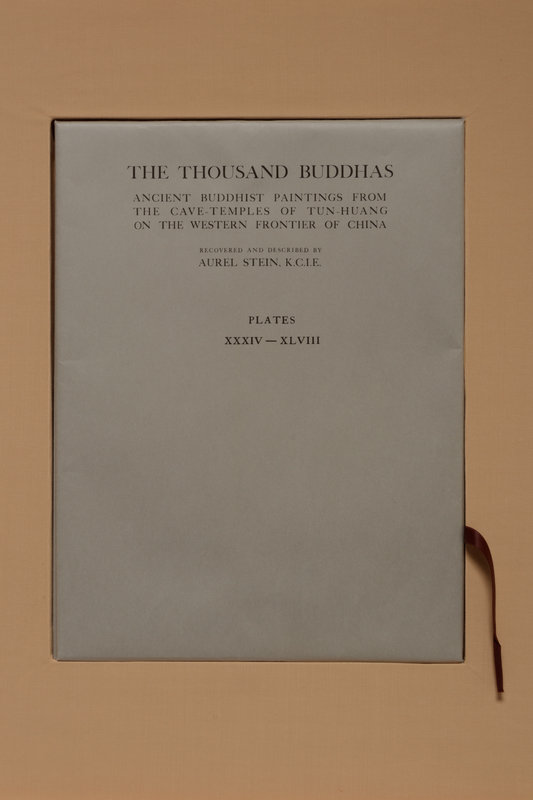 THE THOUSAND BUDDHAS
ANCIENT BUDDHIST PAINTINGS FROM
THE CAVE-TEMPLES OF TUN-HUANG
ON THE WESTERN FRONTIER OF CHINA
RECOVERED AND DESCRIBED BY
AUREL STEIN, K.C.I.E.
PLATES
XXXIV — XLVIII